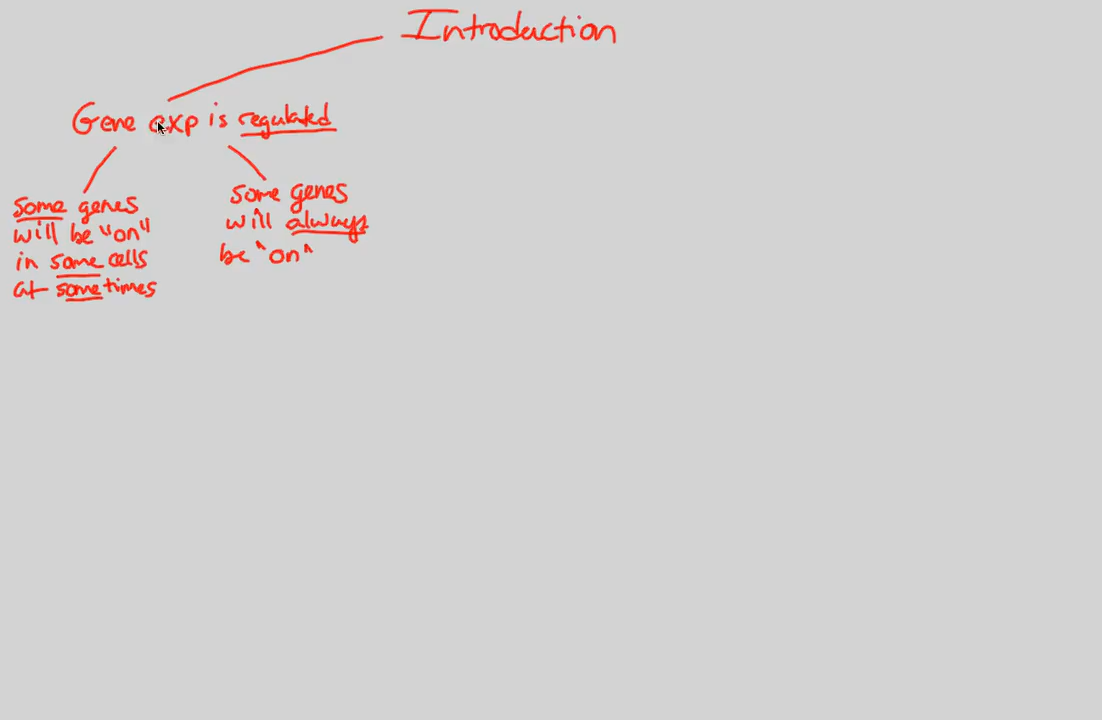 Introduction
Gene exp is regulated
Some genes
will be "on"
in some cells
at some times
Some genes
will always
be "on"